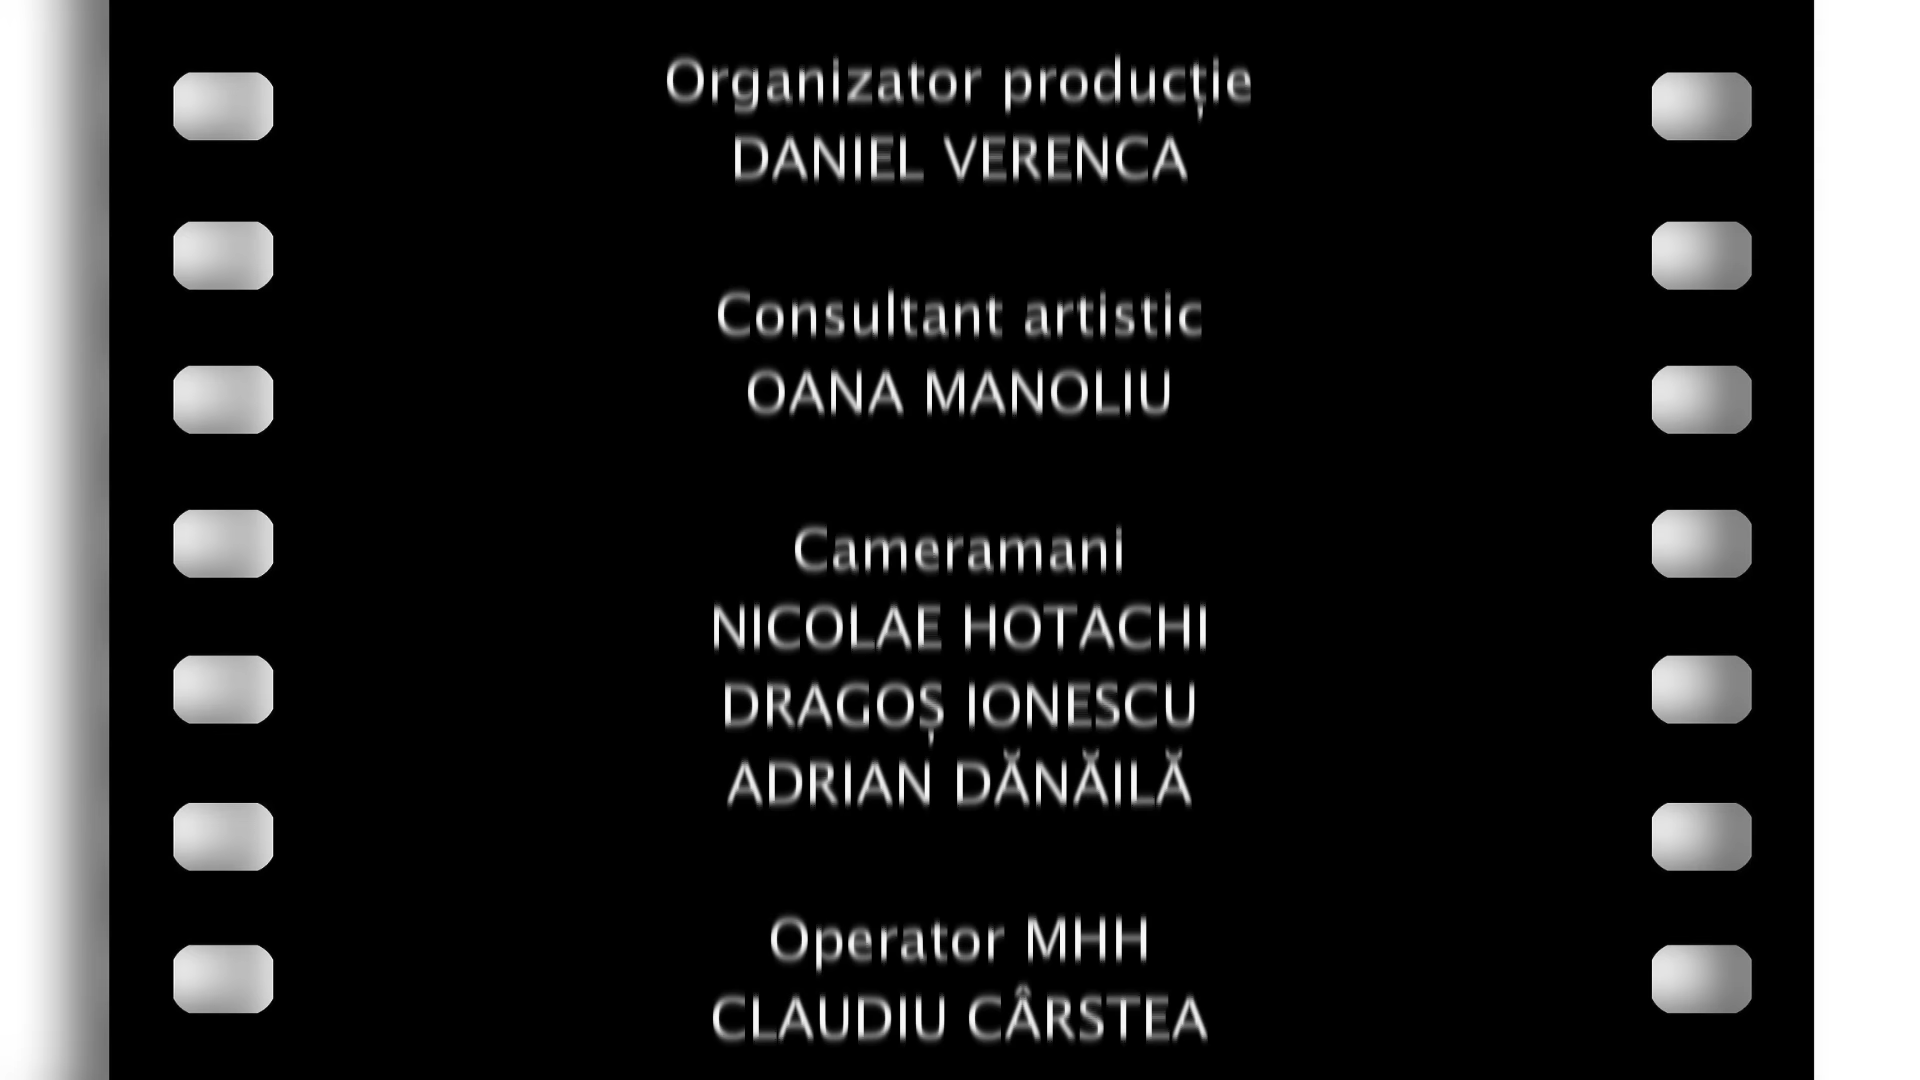 Organizator producție
DANIEL VERENCA
Consultant artistic
OANA MANOLIU
Cameramani
NICOLAE HOTACHI
DRAGOȘ IONESCU
ADRIAN DĂNĂILĂ
Operator MHH
CLAUDIU CÂRSTEA